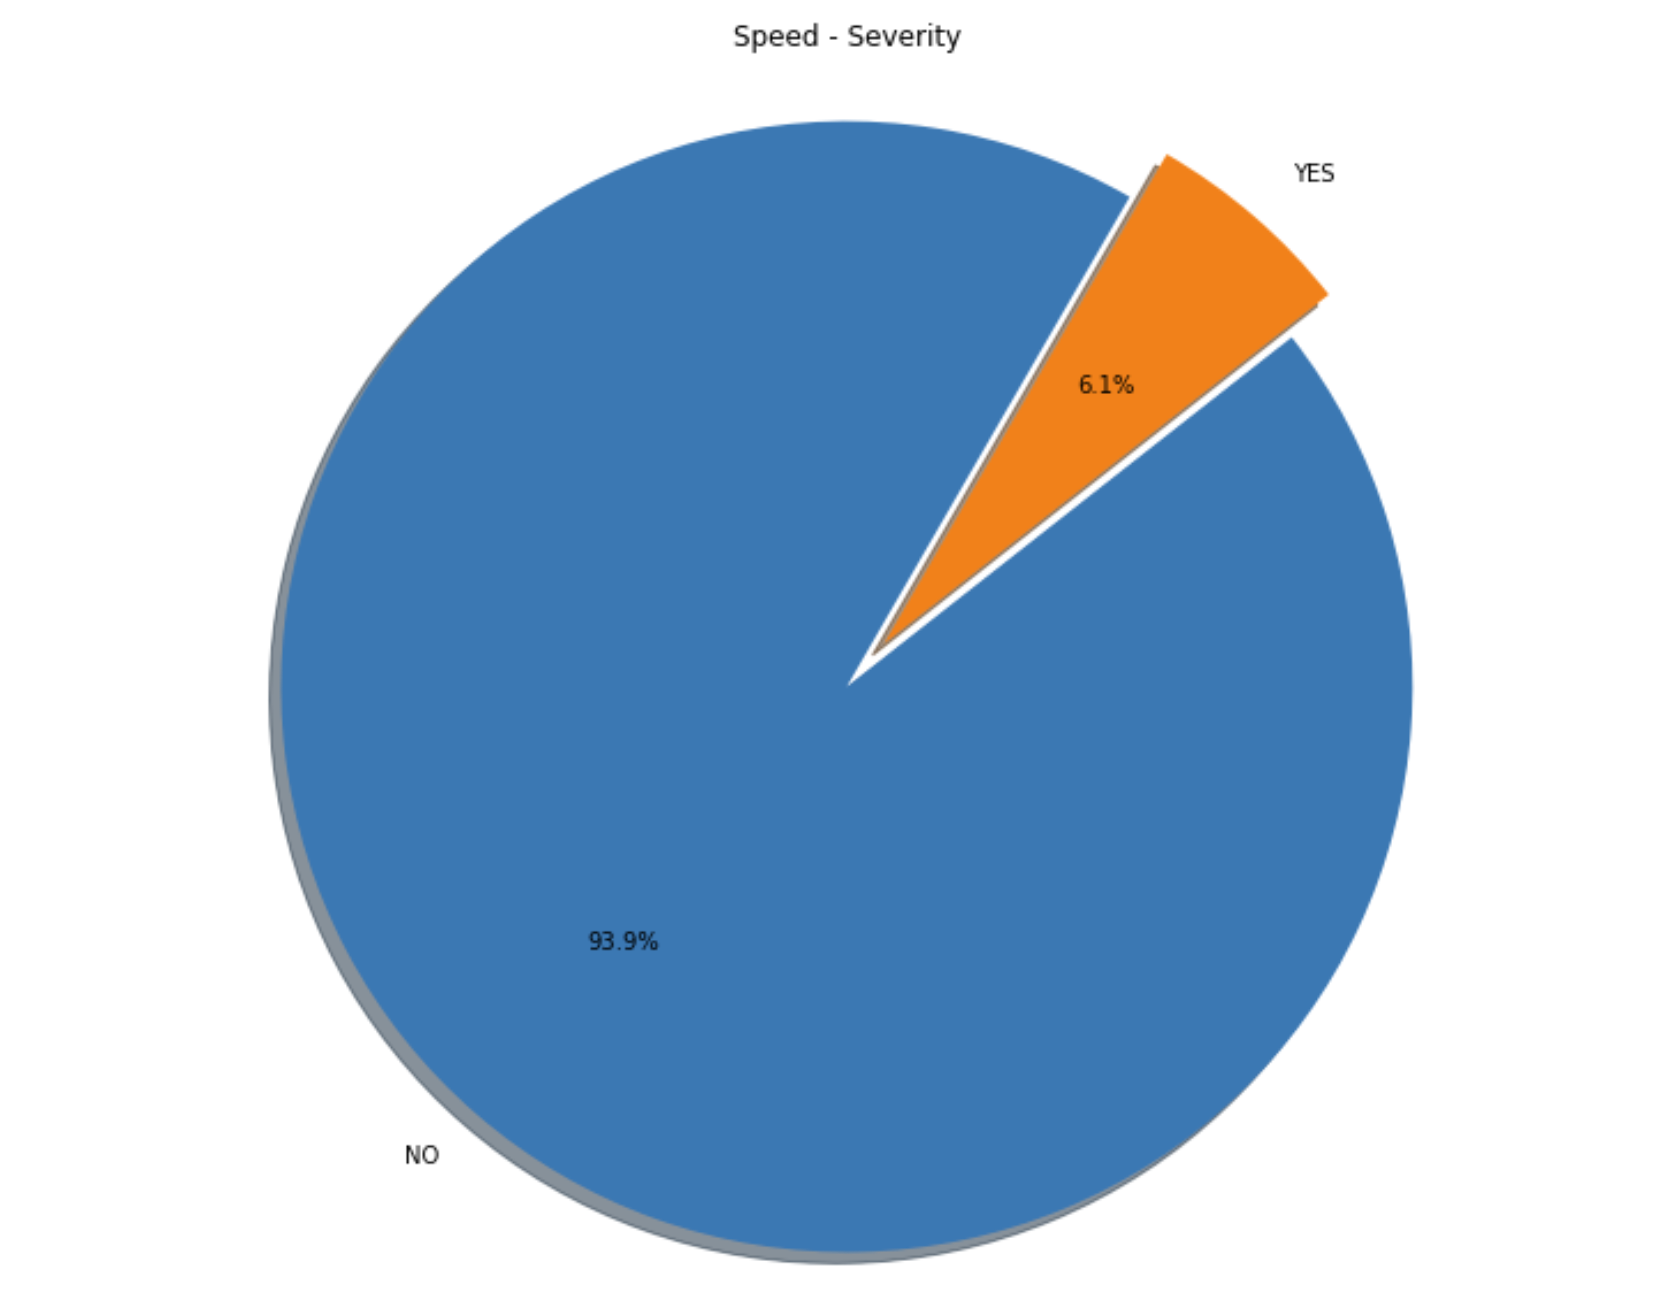 Speed - Severity
YES
6.1%
93.9%
NO